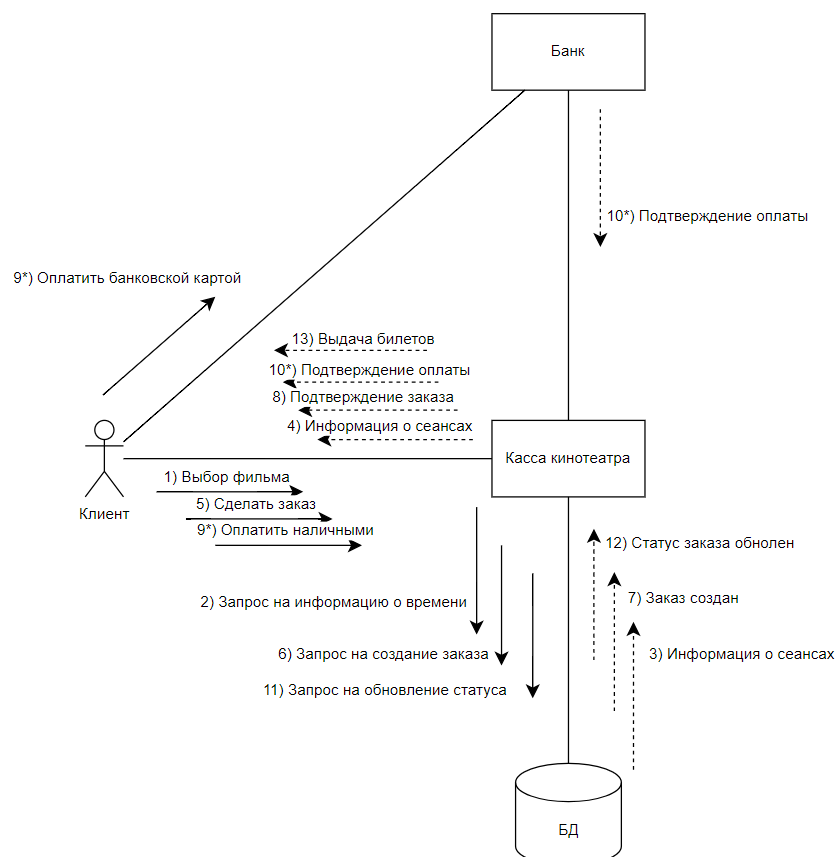 Банк
10*) Подтверждение оплаты
9*) Оплатить банковской картой
13) Выдача билетов
10*) Подтверждение оплаты
8) Подтверждение заказа
4) Информация о сеансах
Касса кинотеатра
Клиент
1) Выбор фильма
5) Сделать заказ
9*) Оплатить наличными
12) Статус заказа обнолен
2) Запрос на информацию о времени
7) Заказ создан
6) Запрос на создание заказа
3) Информация о сеансах
11) Запрос на обновление статуса
БД